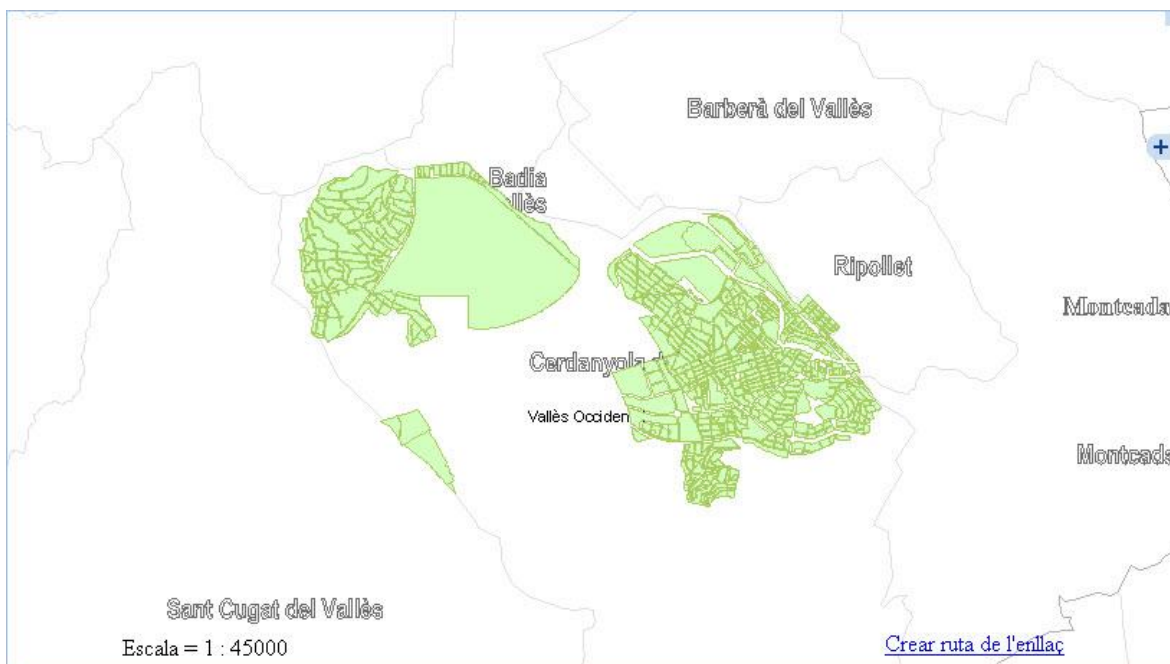 Barberà del Vallès
Badia
allès
Ripollet
Montcada
Cerdanyola d
Vallès Occiden
Montcada
Sant Cugat del Vallès
Escala = 1 : 45000
Crear ruta de l'enllaç